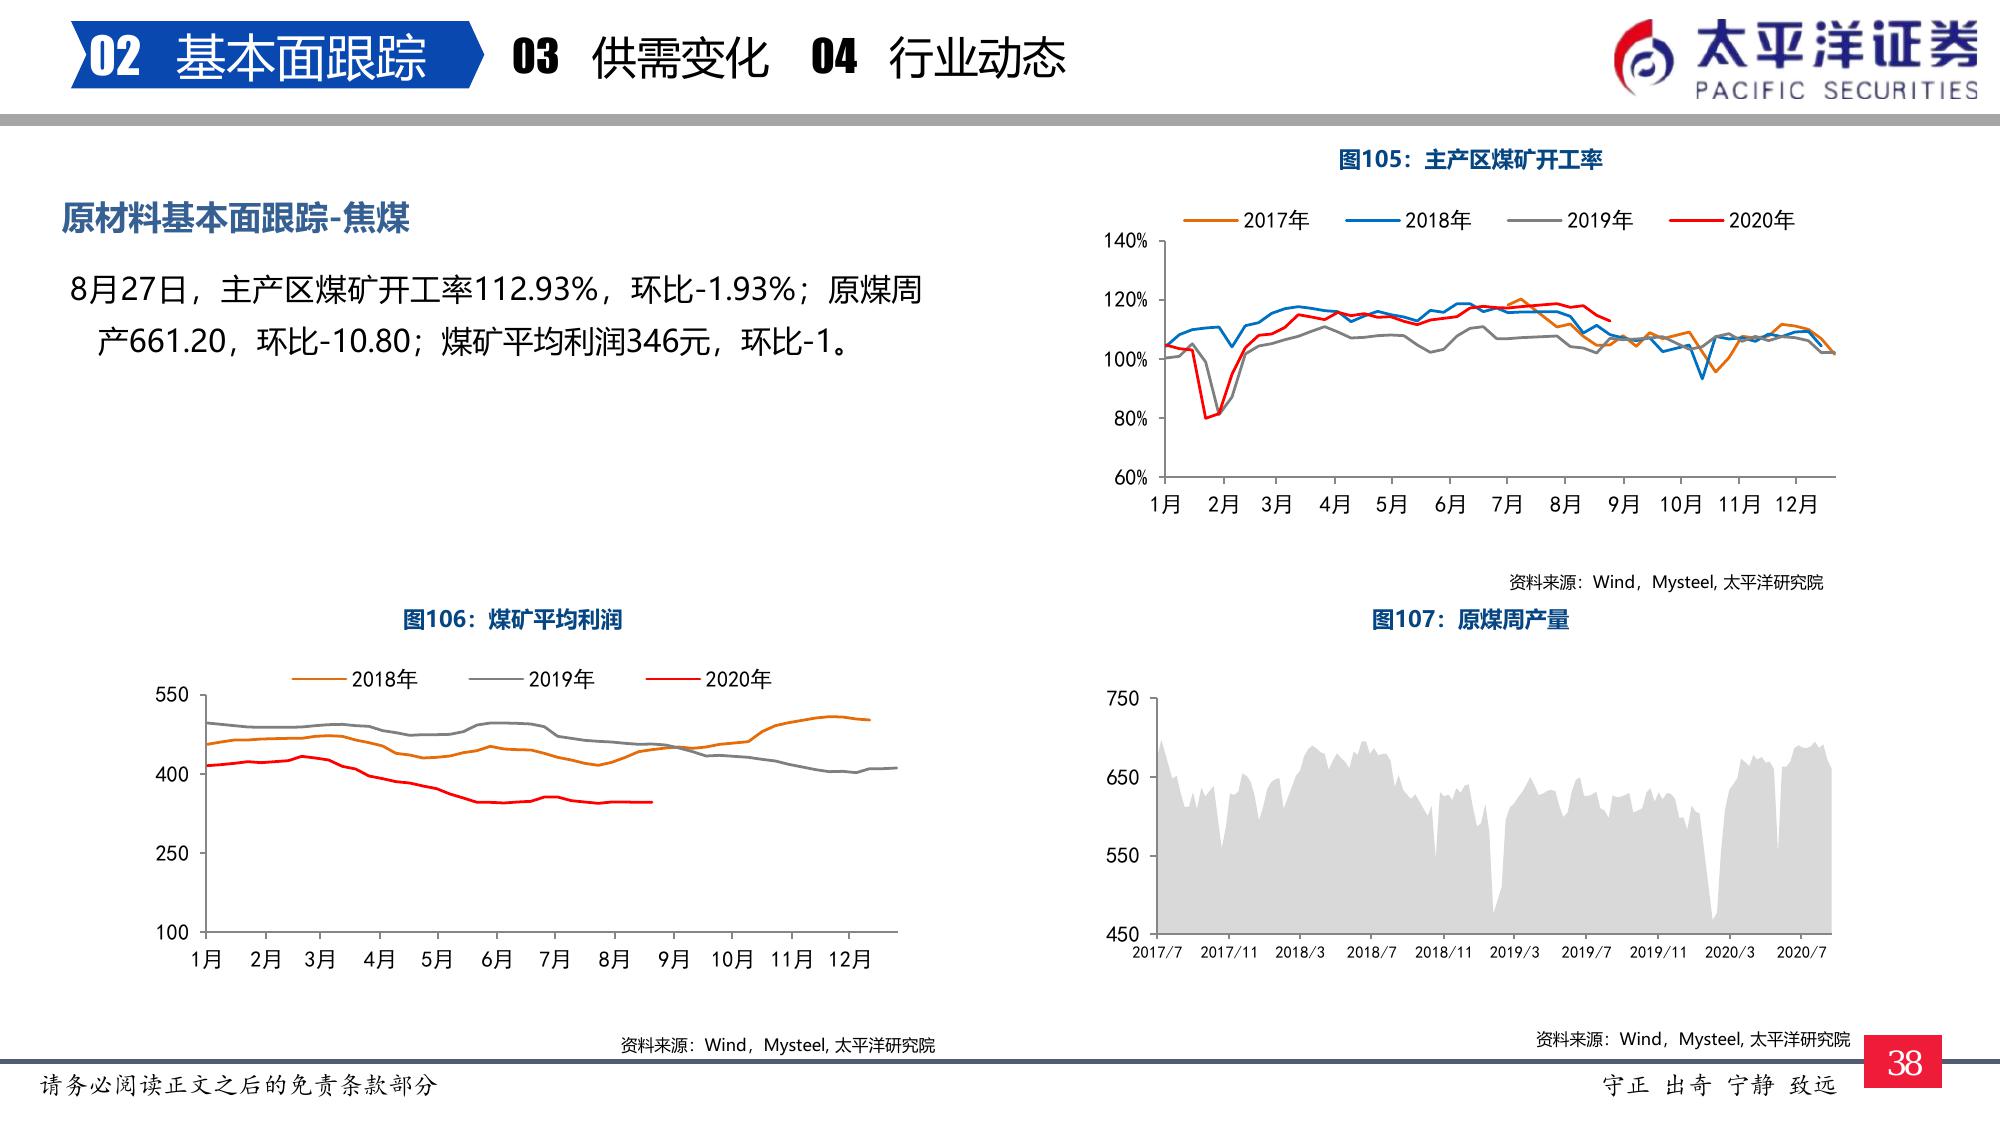 02 基本面跟踪 03 供需变化 04 行业动态
太平洋证券
PACIFIC SECURITIES
原材料基本面跟踪-焦煤
8月27日，主产区煤矿开工率112.93%，环比-1.93%；原煤周
产661.20，环比-10.80；煤矿平均利润346元，环比-1。
图105：主产区煤矿开工率
2017年 2018年 2019年 2020年
140%
120%
100%
80%
60%
1月 2月 3月 4月 5月 6月 7月 8月 9月 10月 11月 12月
资料来源：Wind，Mysteel, 太平洋研究院
图106：煤矿平均利润
2018年 2019年 2020年
550
400
250
100
1月 2月 3月 4月 5月 6月 7月 8月 9月 10月 11月 12月
资料来源：Wind，Mysteel, 太平洋研究院
图107：原煤周产量
750
650
550
450
2017/7 2017/11 2018/3 2018/7 2018/11 2019/3 2019/7 2019/11 2020/3 2020/7
资料来源：Wind，Mysteel, 太平洋研究院
请务必阅读正文之后的免责条款部分
守正 出奇 宁静 致远
38